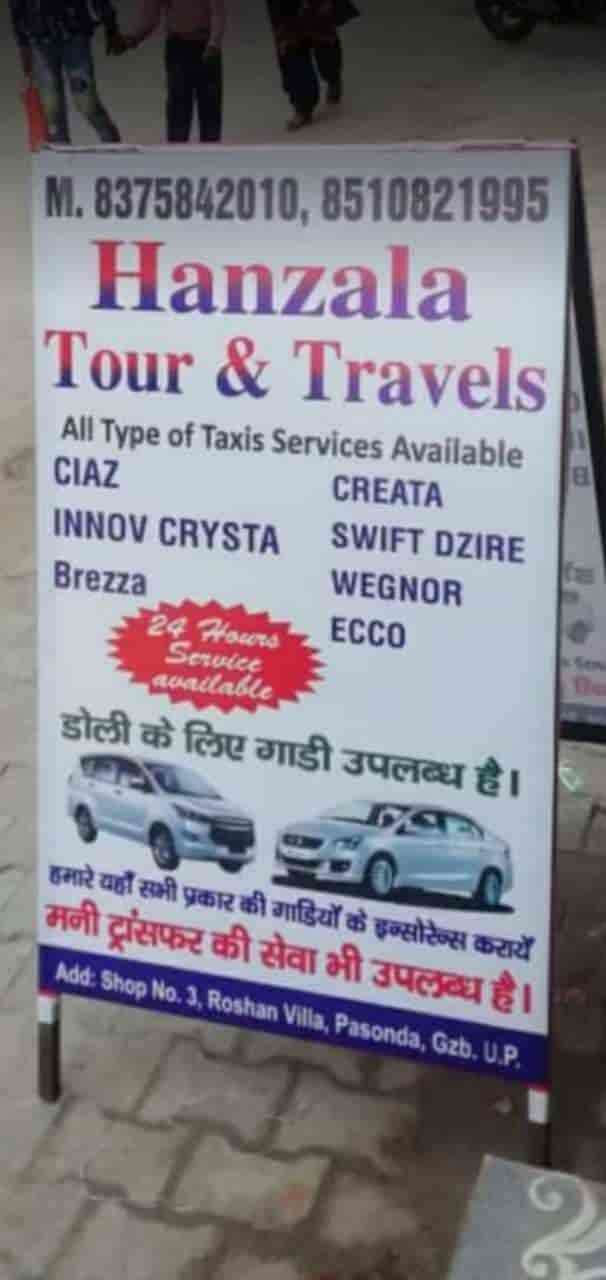 M. 8375842010, 8510821995
Hanzala
Tour & Travels
All Type of Taxis Services Available
CIAZ
INNOV CRYSTA
Brezza
CREATA
SWIFT DZIRE
WEGNOR
ECCO
24 Hours
Service
available
डोली के लिए गाडी उपलब्ध है।
हमारे यहाँ सभी प्रकार की गाडियों के इन्सोरेन्स करायें
मनी ट्रांसफर की सेवा भी उपलब्ध है।
Add: Shop No. 3, Roshan Villa, Pasonda, Gzb. U.P.